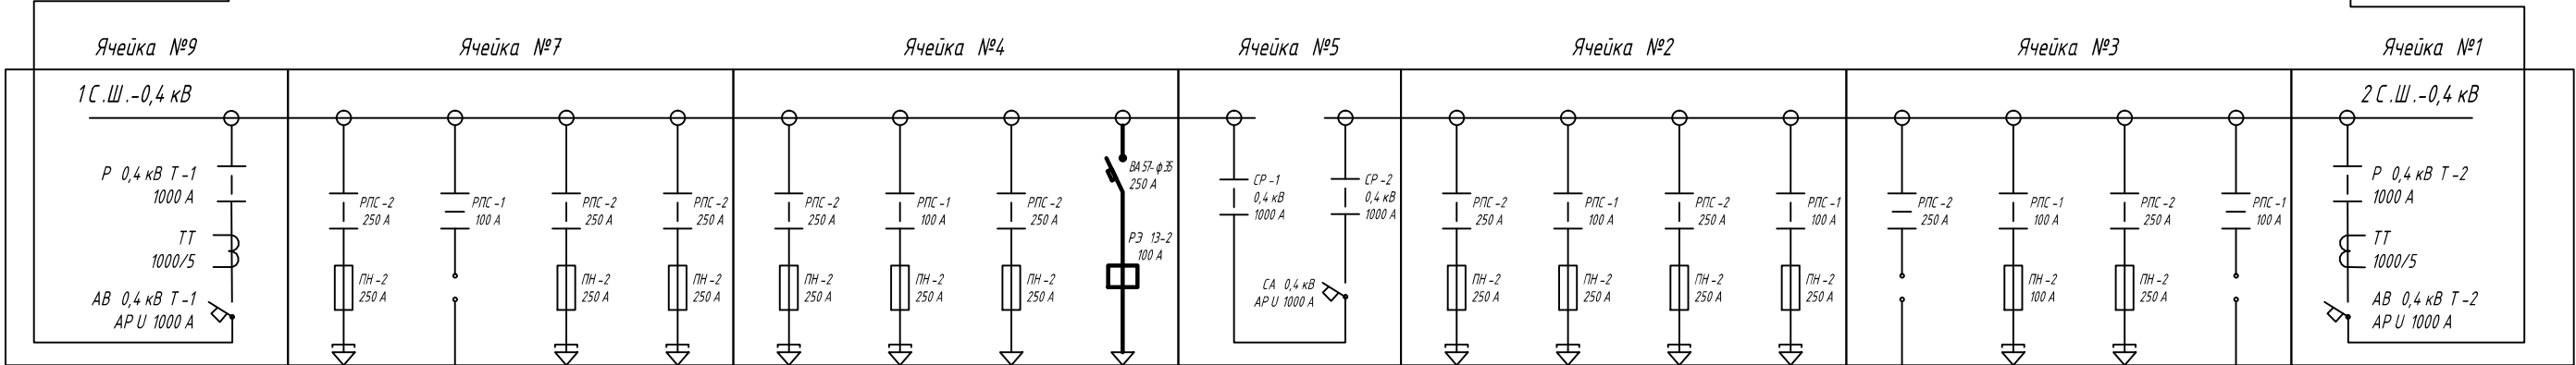 Ячейка №9
Ячейка №7
Ячейка №4
Ячейка №5
Ячейка №2
Ячейка №3
Ячейка №1
1 С.Ш.-0,4 кВ
2 С.Ш.-0,4 кВ
Р 0,4 кВ Т-1
1000 А
ТТ
1000/5
АВ 0,4 кВ Т-1
АР U 1000 А
РПС-2
250 А
ПН-2
250 А
РПС-1
100 А
РПС-2
250 А
ПН-2
250 А
РПС-2
250 А
ПН-2
250 А
РПС-2
250 А
ПН-2
250 А
РПС-1
100 А
ПН-2
250 А
РПС-2
250 А
ПН-2
250 А
ВА57-ф35
250 А
РЭ 13-2
100 А
СР-1
0,4 кВ
1000 А
СР-2
0,4 кВ
1000 А
СА 0,4 кВ
АР U 1000 А
РПС-2
250 А
ПН-2
250 А
РПС-1
100 А
ПН-2
250 А
РПС-2
250 А
ПН-2
250 А
РПС-1
100 А
ПН-2
250 А
РПС-2
250 А
РПС-1
100 А
ПН-2
100 А
РПС-2
250 А
ПН-2
250 А
РПС-1
100 А
Р 0,4 кВ Т-2
1000 А
ТТ
1000/5
АВ 0,4 кВ Т-2
АР U 1000 А